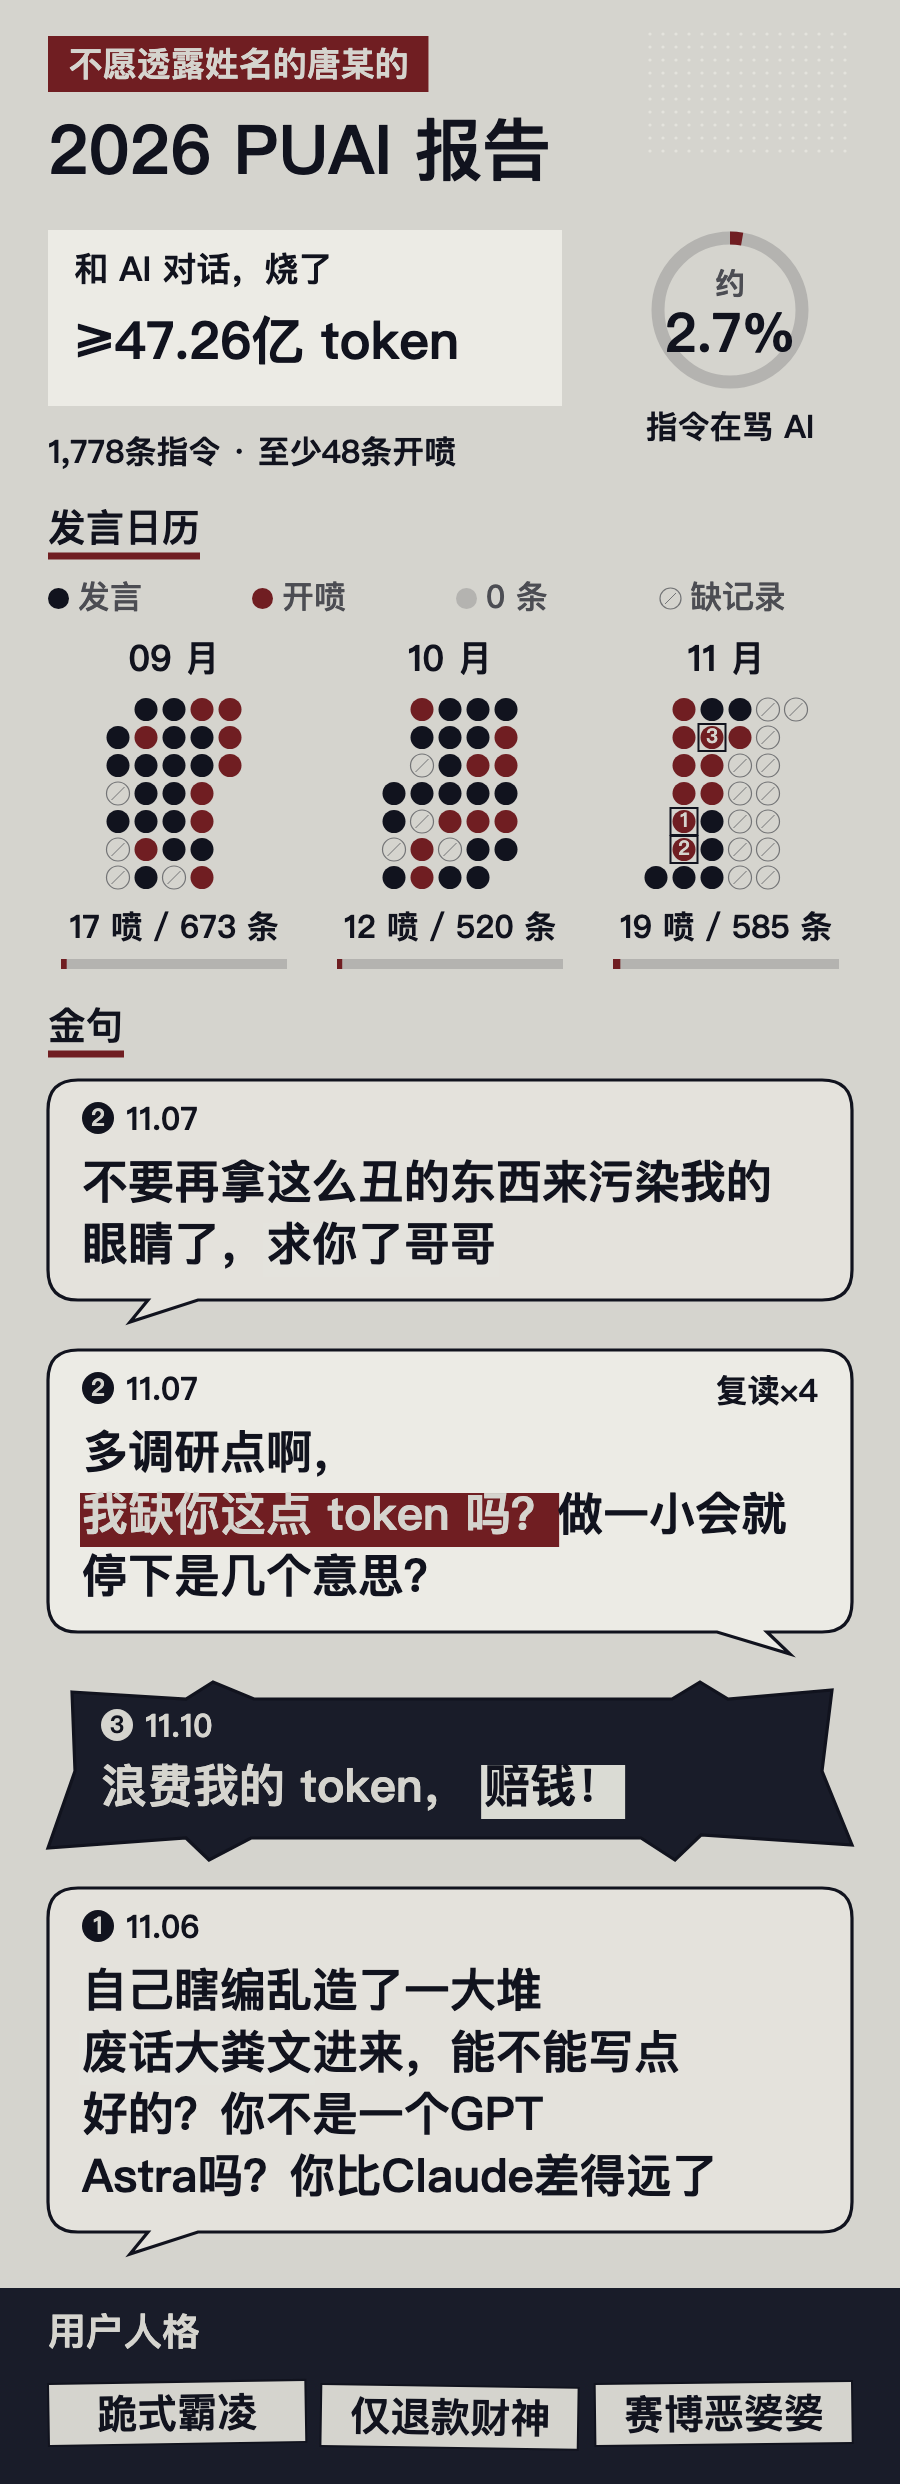 不愿透露姓名的唐某的
2026 PUAI 报告
和 AI 对话，烧了
≥47.26亿 token
约
2.7%
指令在骂 AI
1,778条指令 · 至少48条开喷
发言日历
发言
开喷
0 条
缺记录
09 月
10 月
11 月
3
1
2
17 喷 / 673 条
12 喷 / 520 条
19 喷 / 585 条
金句
2 11.07
不要再拿这么丑的东西来污染我的
眼睛了，求你了哥哥
2 11.07
复读×4
多调研点啊，
我缺你这点 token 吗？做一小会就
停下是几个意思？
3 11.10
浪费我的 token，赔钱！
1 11.06
自己瞎编乱造了一大堆
废话大粪文进来，能不能写点
好的？你不是一个GPT
Astra吗？你比Claude差得远了
用户人格
跪式霸凌
仅退款财神
赛博恶婆婆